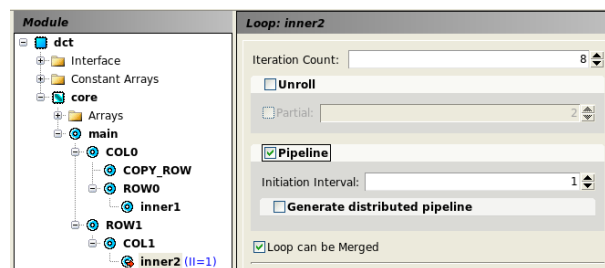 Module
dct
Interface
Constant Arrays
core
Arrays
main
COL0
COPY_ROW
ROW0
inner1
ROW1
COL1
inner2 (II=1)
Loop: inner2
Iteration Count: 8
Unroll
Partial: 2
Pipeline
Initiation Interval: 1
Generate distributed pipeline
Loop can be Merged